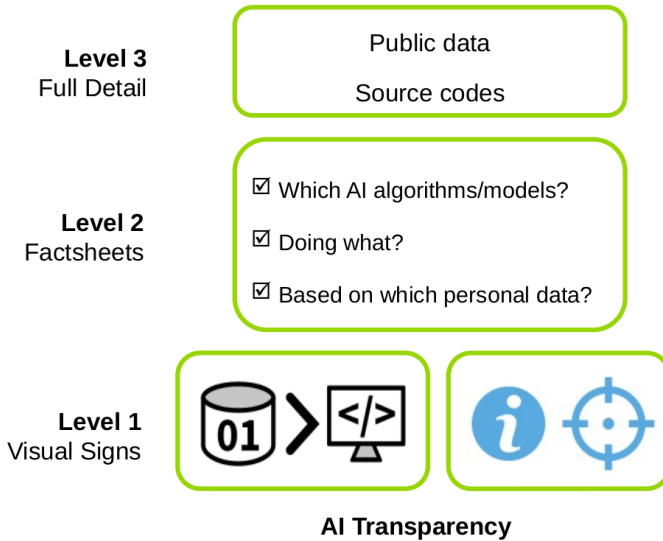 Level 3
Full Detail
Public data
Source codes
Level 2
Factsheets
Which AI algorithms/models?
Doing what?
Based on which personal data?
Level 1
Visual Signs
01
</>
i
AI Transparency